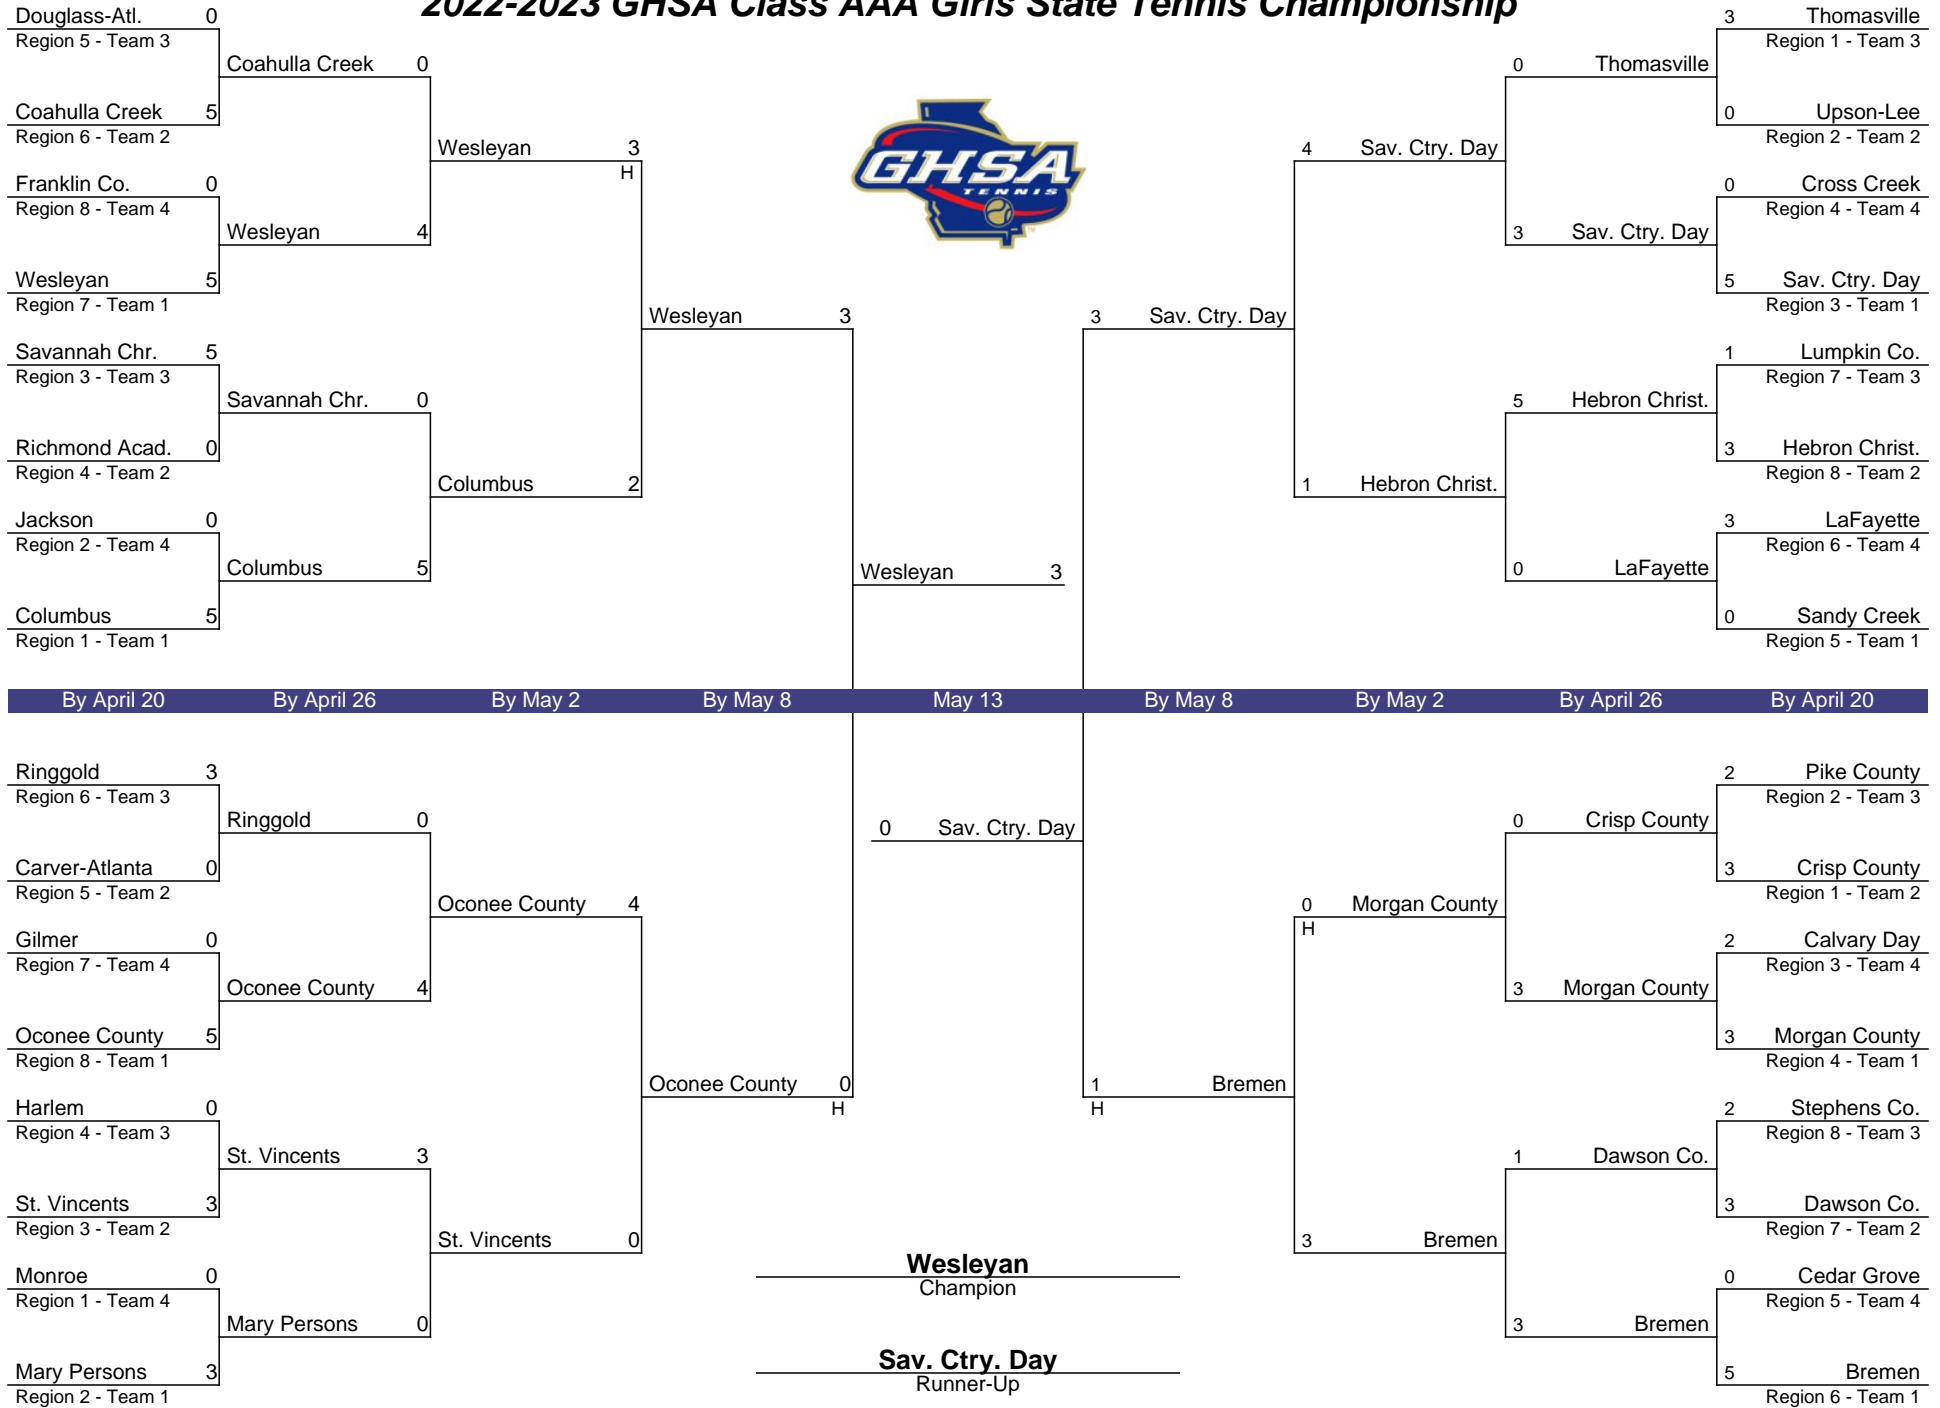 2022-2023 GHSA Class AAA Girls State Tennis Championship
Douglass-Atl. 0
Region 5 - Team 3
Coahulla Creek 5
Region 6 - Team 2
Franklin Co. 0
Region 8 - Team 4
Wesleyan 5
Region 7 - Team 1
Savannah Chr. 5
Region 3 - Team 3
Richmond Acad. 0
Region 4 - Team 2
Jackson 0
Region 2 - Team 4
Columbus 5
Region 1 - Team 1
Coahulla Creek 0
Wesleyan 4
Savannah Chr. 0
Columbus 5
Wesleyan 3
H
Columbus 2
Wesleyan 3
Wesleyan 3
GHSA
TENNIS
3 Sav. Ctry. Day
4 Sav. Ctry. Day
1 Hebron Christ.
0 Thomasville
3 Sav. Ctry. Day
5 Hebron Christ.
0 LaFayette
3 Thomasville
Region 1 - Team 3
0 Upson-Lee
Region 2 - Team 2
0 Cross Creek
Region 4 - Team 4
5 Sav. Ctry. Day
Region 3 - Team 1
1 Lumpkin Co.
Region 7 - Team 3
3 Hebron Christ.
Region 8 - Team 2
3 LaFayette
Region 6 - Team 4
0 Sandy Creek
Region 5 - Team 1
By April 20 By April 26 By May 2 By May 8 May 13 By May 8 By May 2 By April 26 By April 20
Ringgold 3
Region 6 - Team 3
Carver-Atlanta 0
Region 5 - Team 2
Gilmer 0
Region 7 - Team 4
Oconee County 5
Region 8 - Team 1
Harlem 0
Region 4 - Team 3
St. Vincents 3
Region 3 - Team 2
Monroe 0
Region 1 - Team 4
Mary Persons 3
Region 2 - Team 1
Ringgold 0
Oconee County 4
St. Vincents 3
Mary Persons 0
Oconee County 4
St. Vincents 0
Oconee County 0
H
0 Sav. Ctry. Day
1 Bremen
H
0 Morgan County
H
3 Bremen
0 Crisp County
3 Morgan County
1 Dawson Co.
3 Bremen
2 Pike County
Region 2 - Team 3
3 Crisp County
Region 1 - Team 2
2 Calvary Day
Region 3 - Team 4
3 Morgan County
Region 4 - Team 1
2 Stephens Co.
Region 8 - Team 3
3 Dawson Co.
Region 7 - Team 2
0 Cedar Grove
Region 5 - Team 4
5 Bremen
Region 6 - Team 1
Wesleyan
Champion
Sav. Ctry. Day
Runner-Up